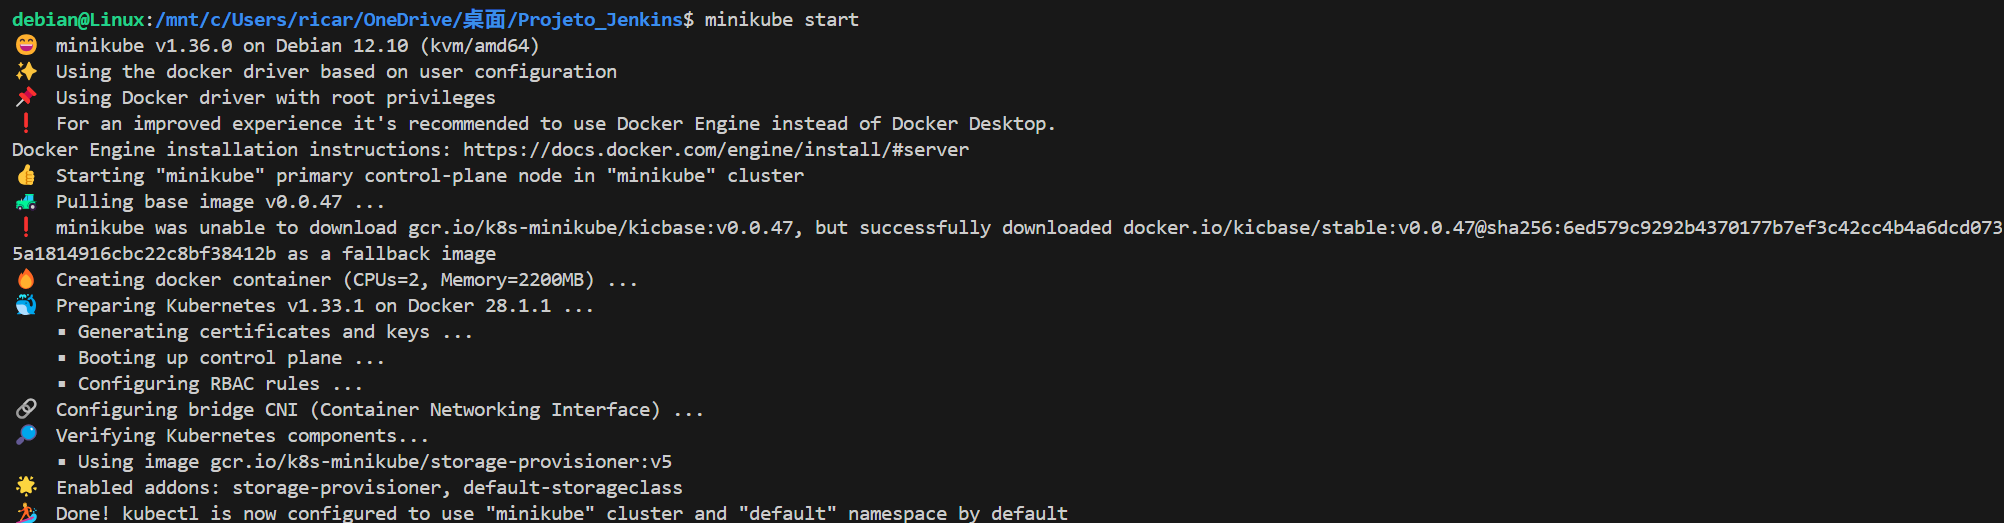 debian@Linux:/mnt/c/Users/ricar/OneDrive/桌面/Projeto_Jenkins$ minikube start
😄  minikube v1.36.0 on Debian 12.10 (kvm/amd64)
✨  Using the docker driver based on user configuration
📌  Using Docker driver with root privileges
❗  For an improved experience it's recommended to use Docker Engine instead of Docker Desktop.
Docker Engine installation instructions: https://docs.docker.com/engine/install/#server
👍  Starting "minikube" primary control-plane node in "minikube" cluster
🚜  Pulling base image v0.0.47 ...
❗  minikube was unable to download gcr.io/k8s-minikube/kicbase:v0.0.47, but successfully downloaded docker.io/kicbase/stable:v0.0.47@sha256:6ed579c9292b4370177b7ef3c42cc4b4a6dcd073
5a1814916cbc22c8bf38412b as a fallback image
🔥  Creating docker container (CPUs=2, Memory=2200MB) ...
🐳  Preparing Kubernetes v1.33.1 on Docker 28.1.1 ...
    ▪ Generating certificates and keys ...
    ▪ Booting up control plane ...
    ▪ Configuring RBAC rules ...
🔗  Configuring bridge CNI (Container Networking Interface) ...
🔎  Verifying Kubernetes components...
    ▪ Using image gcr.io/k8s-minikube/storage-provisioner:v5
🌟  Enabled addons: storage-provisioner, default-storageclass
🏄  Done! kubectl is now configured to use "minikube" cluster and "default" namespace by default